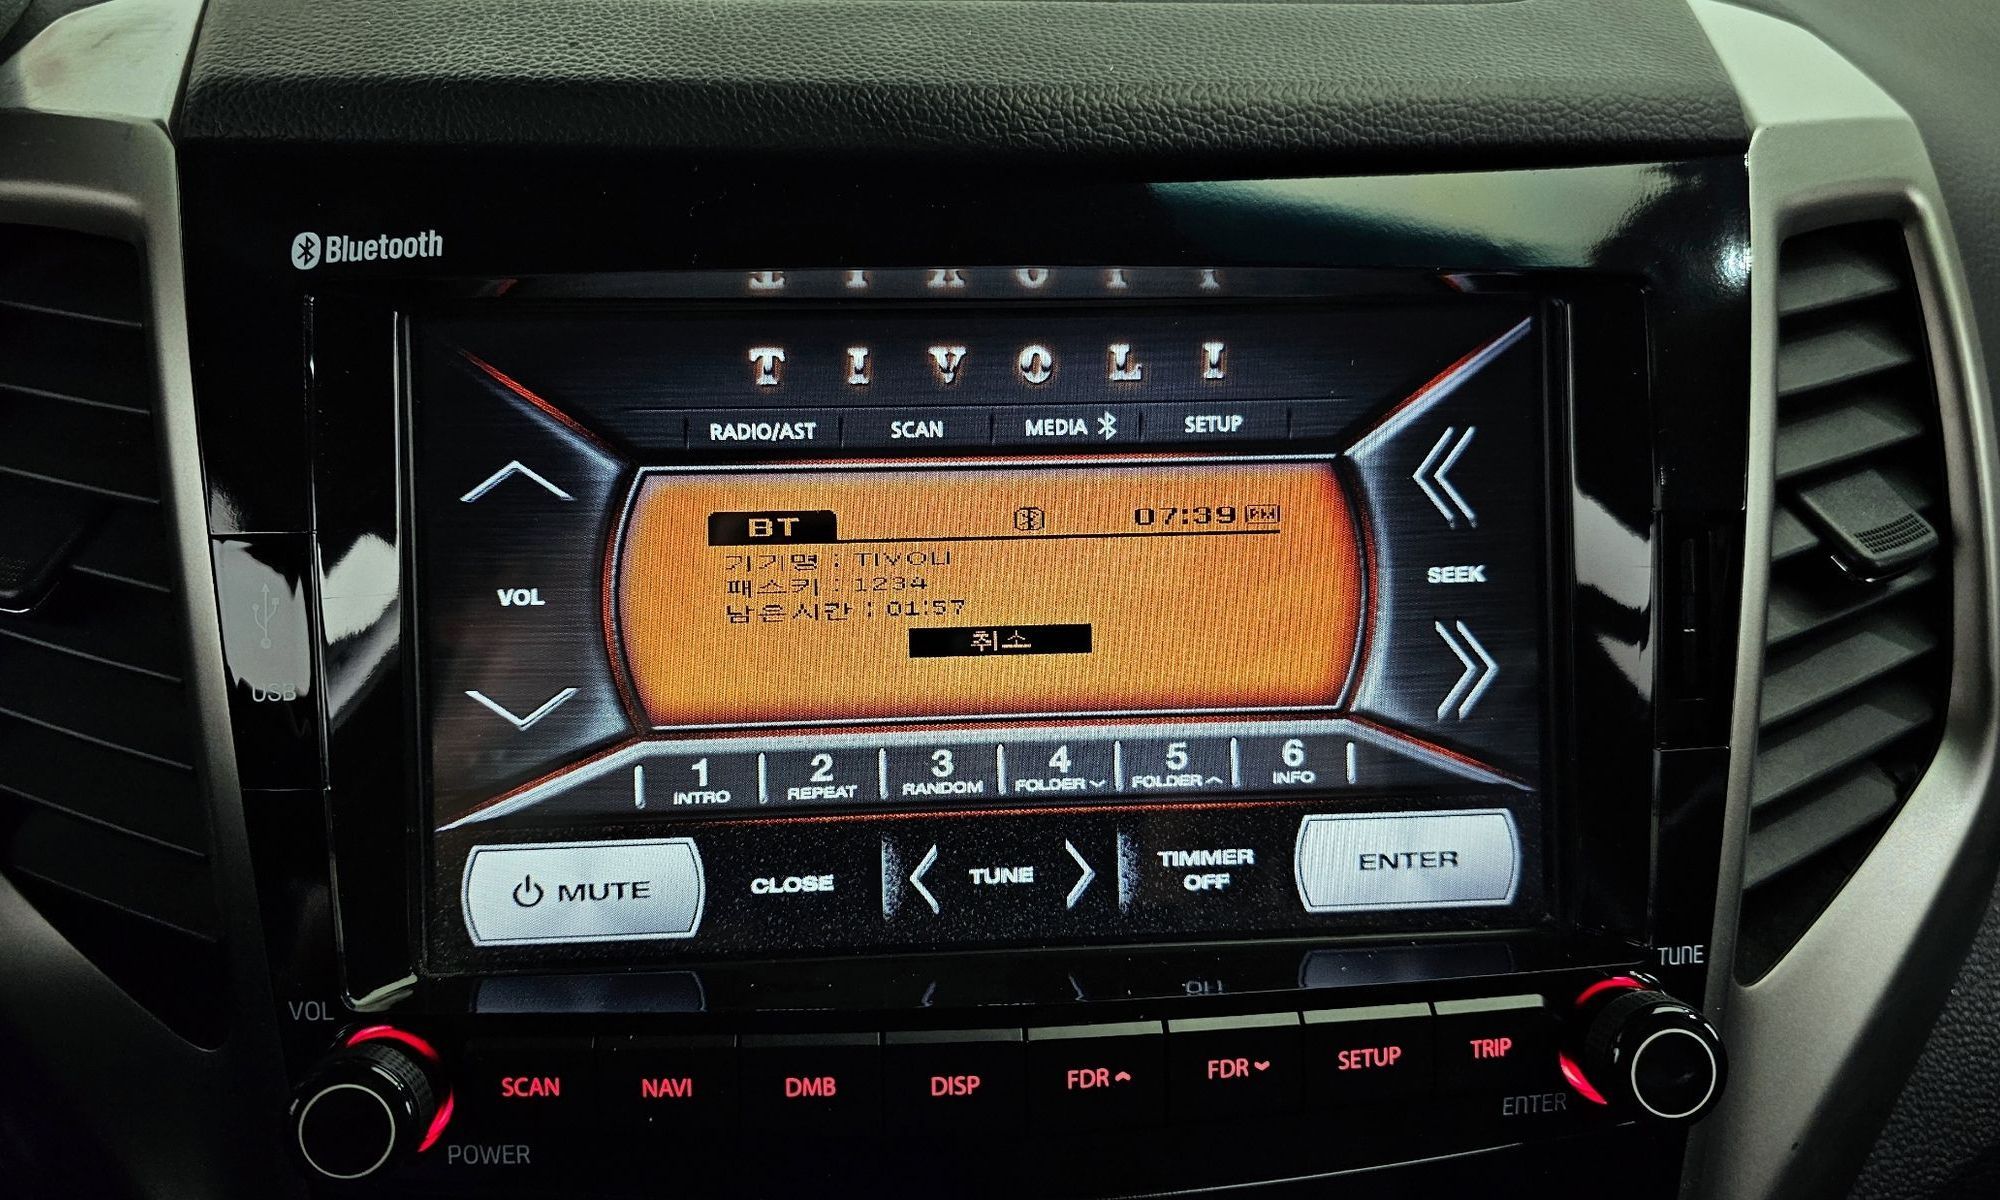 Bluetooth
TIVOLI
RADIO/AST SCAN MEDIA SETUP
BT 07:39 PM
기기명 : TIVOLI
패스키 : 1234
남은시간 : 01:57
취소
VOL
SEEK
1 2 3 4 5 6
INTRO REPEAT RANDOM FOLDER FOLDER INFO
MUTE CLOSE TUNE TIMMER OFF ENTER
USB
VOL
TUNE
SCAN NAVI DMB DISP FDR FDR SETUP TRIP
POWER
ENTER